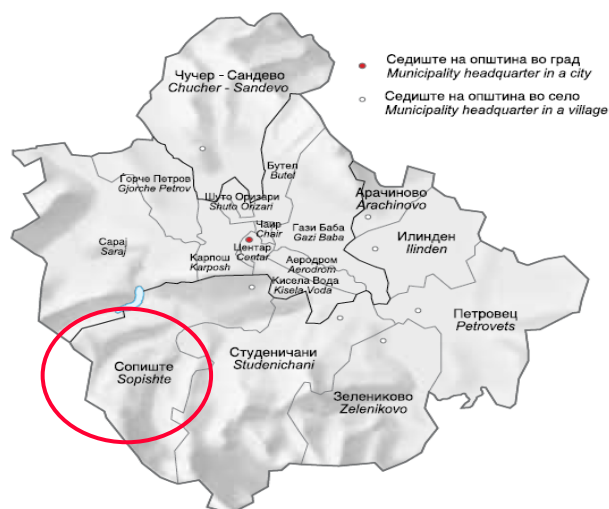 Седиште на општина во град
Municipality headquarter in a city
Седиште на општина во село
Municipality headquarter in a village
Чучер - Сандево
Chucher - Sandevo
Бутел
Butel
Ѓорче Петров
Gjorche Petrov
Шуто Оризари
Shuto Orizari
Арачиново
Arachinovo
Чаир
Chair
Гази Баба
Gazi Baba
Илинден
Ilinden
Сарај
Saraj
Карпош
Karposh
Центар
Centar
Аеродром
Aerodrom
Кисела Вода
Kisela Voda
Петровец
Petrovets
Сопиште
Sopishte
Студеничани
Studenichani
Зелениково
Zelenikovo